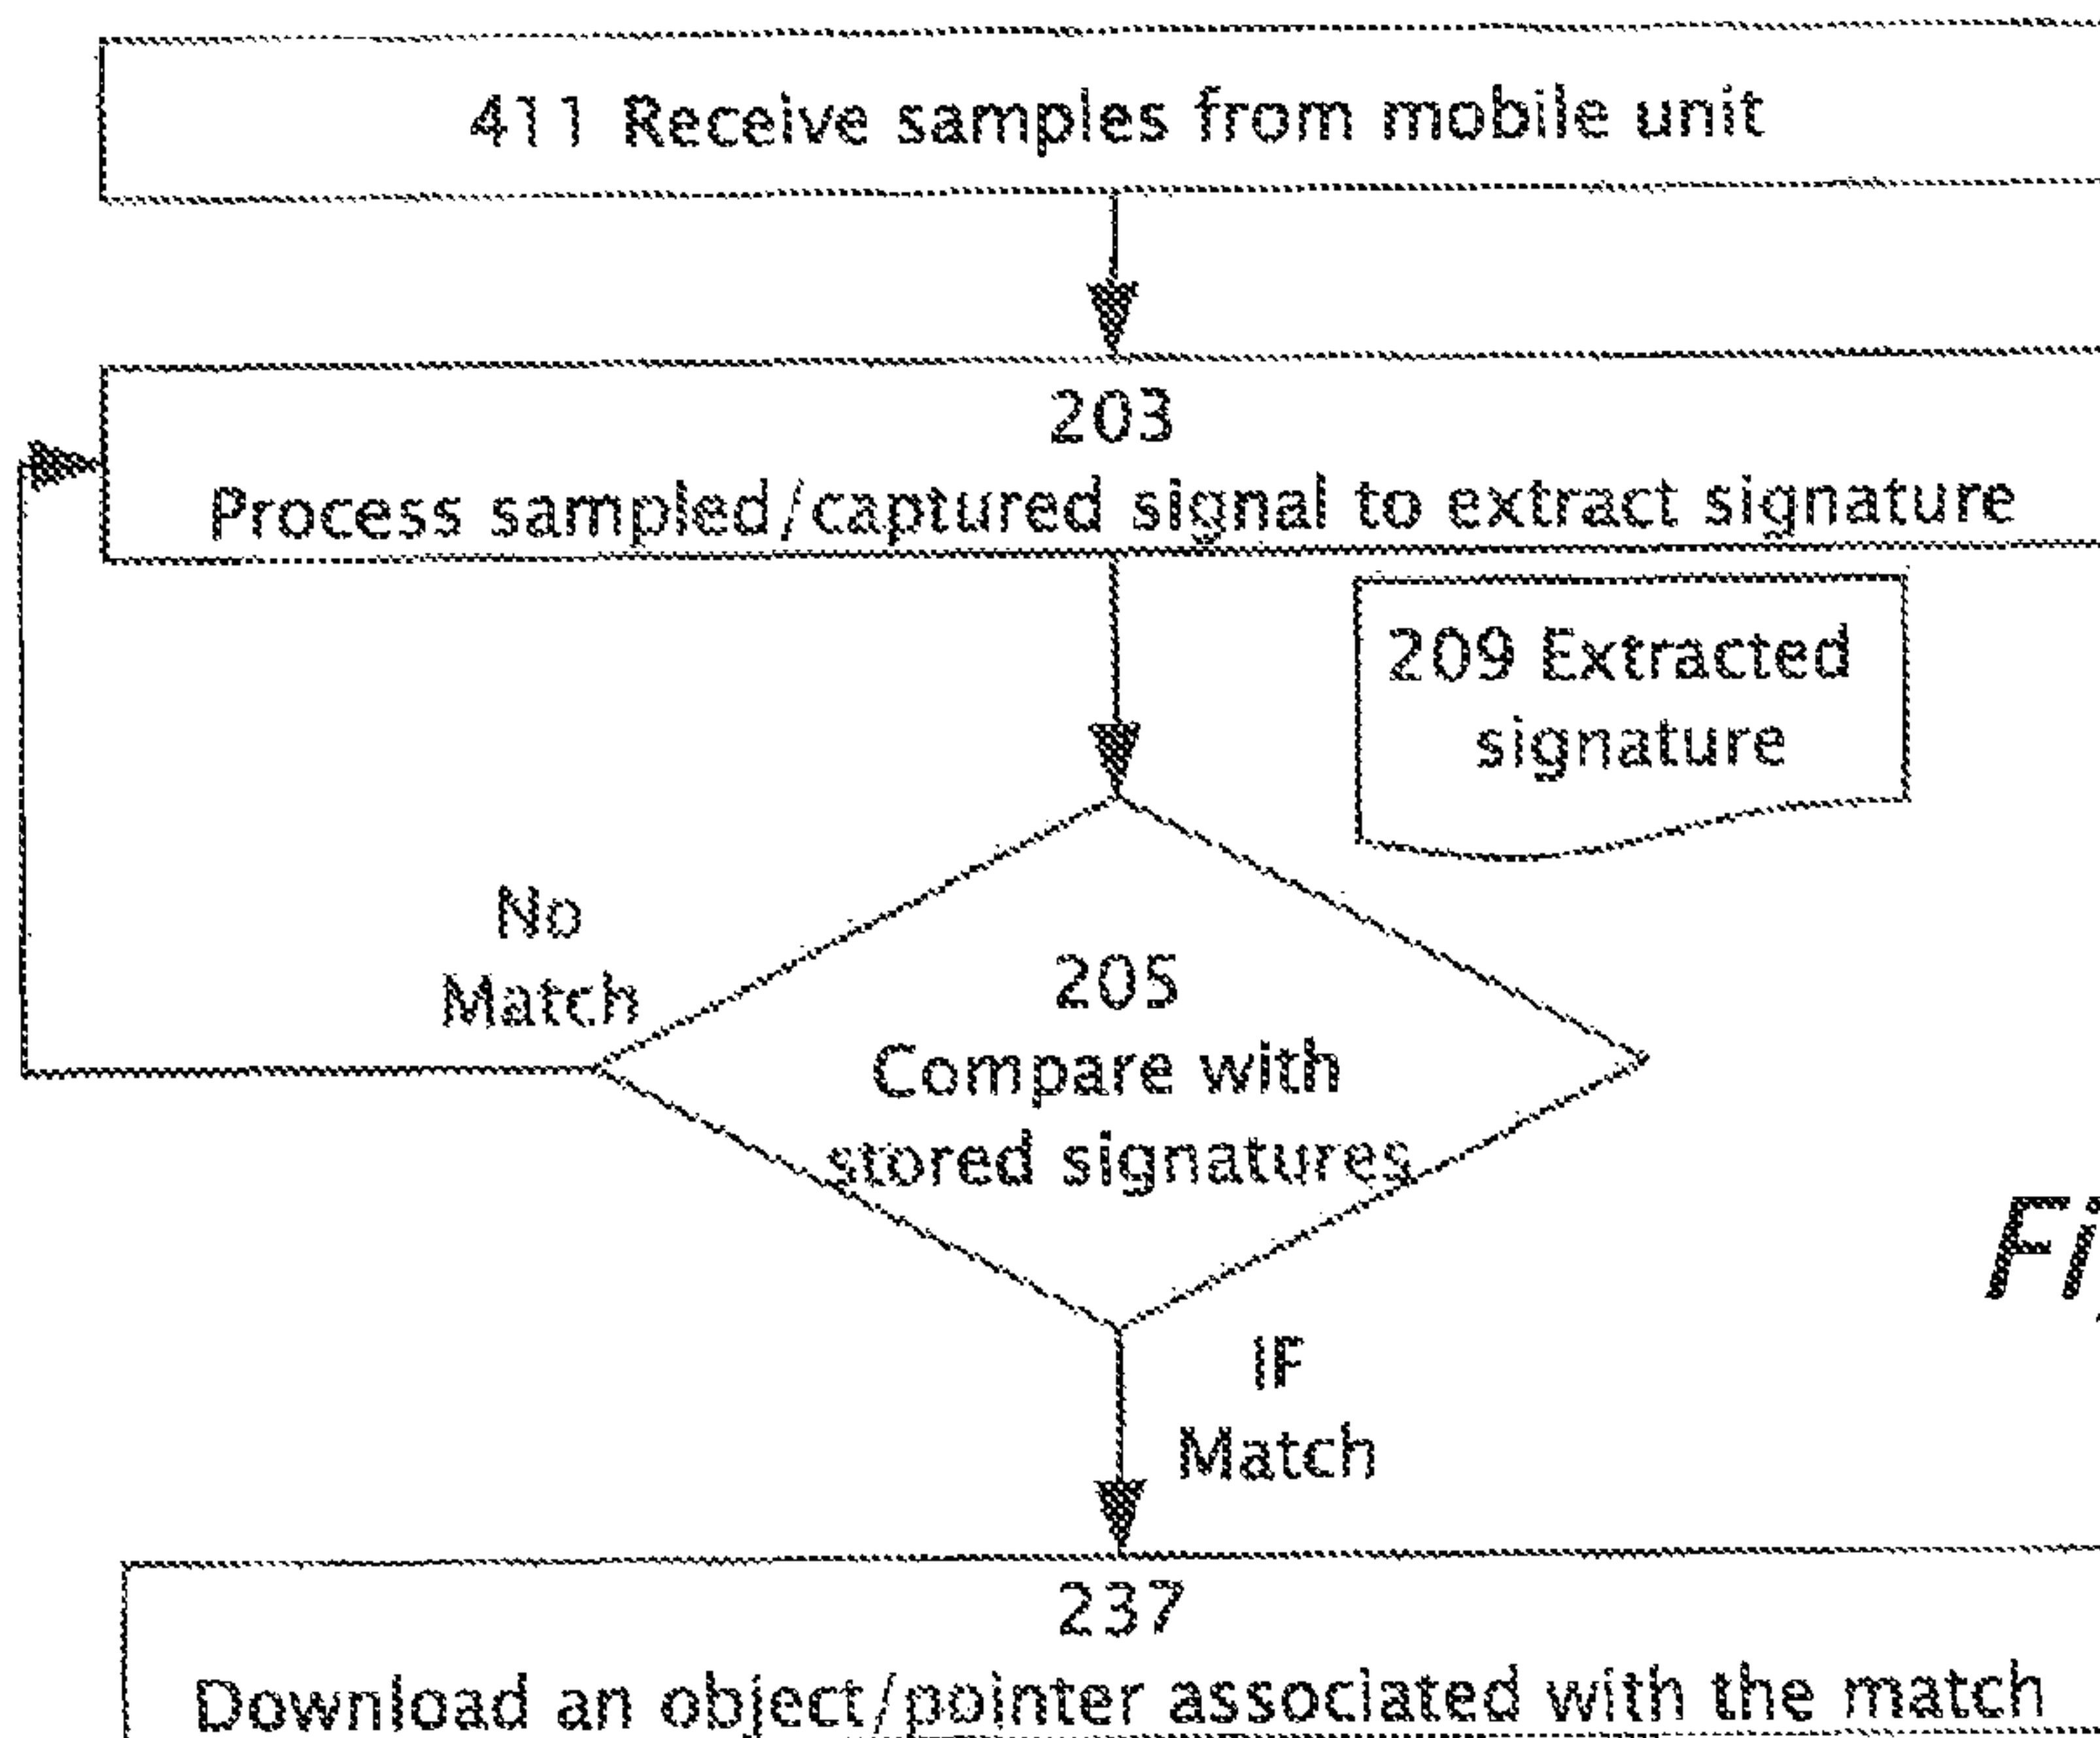 411 Receive samples from mobile unit
203
Process sampled/captured signal to extract signature
209 Extracted
signature
No
Match
205
Compare with
stored signatures
IF
Match
237
Download an object/pointer associated with the match